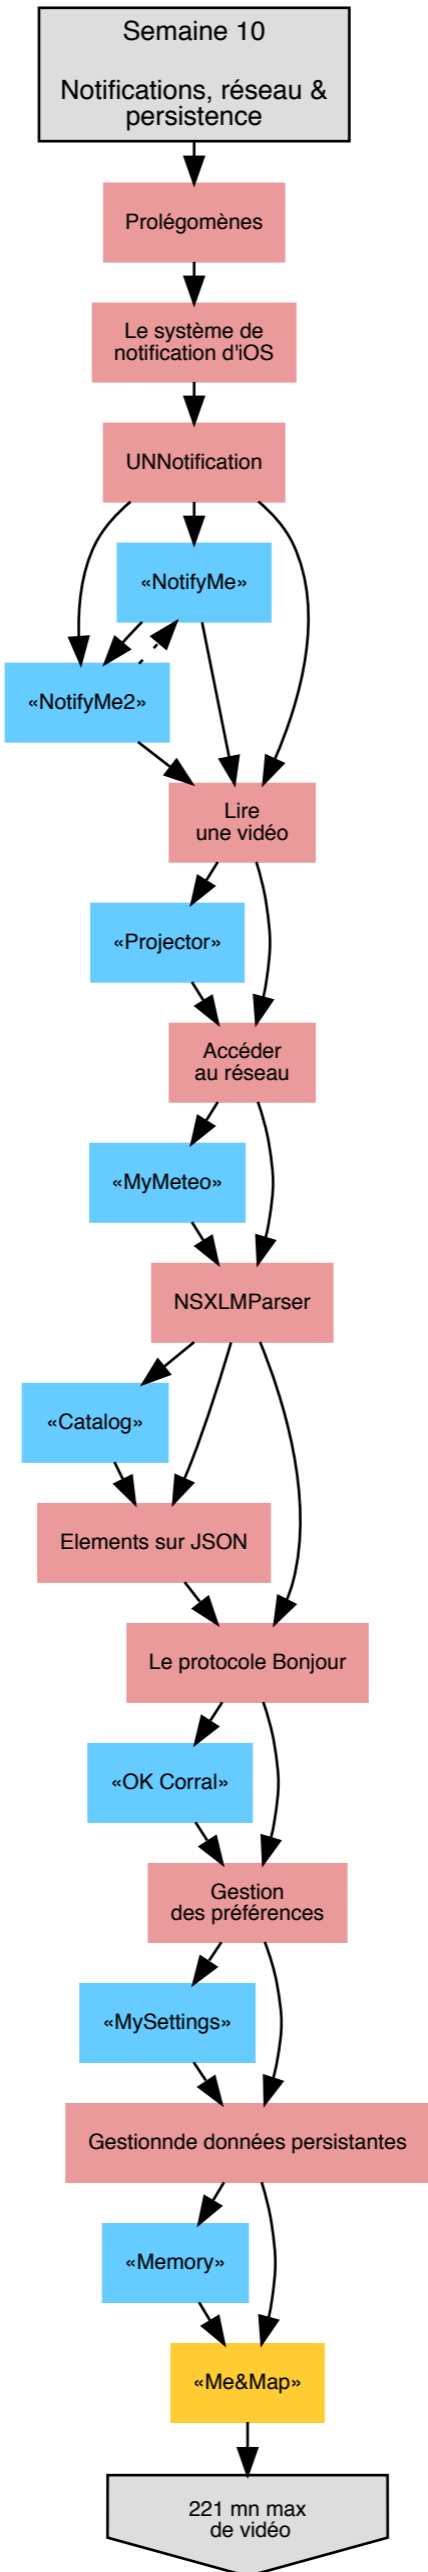 Semaine 10
Notifications, réseau &
persistence
Prolégomènes
Le système de
notification d'iOS
UNNotification
«NotifyMe»
«NotifyMe2»
Lire
une vidéo
«Projector»
Accéder
au réseau
«MyMeteo»
NSXLMParser
«Catalog»
Elements sur JSON
Le protocole Bonjour
«OK Corral»
Gestion
des préférences
«MySettings»
Gestionnde données persistantes
«Memory»
«Me&Map»
221 mn max
de vidéo